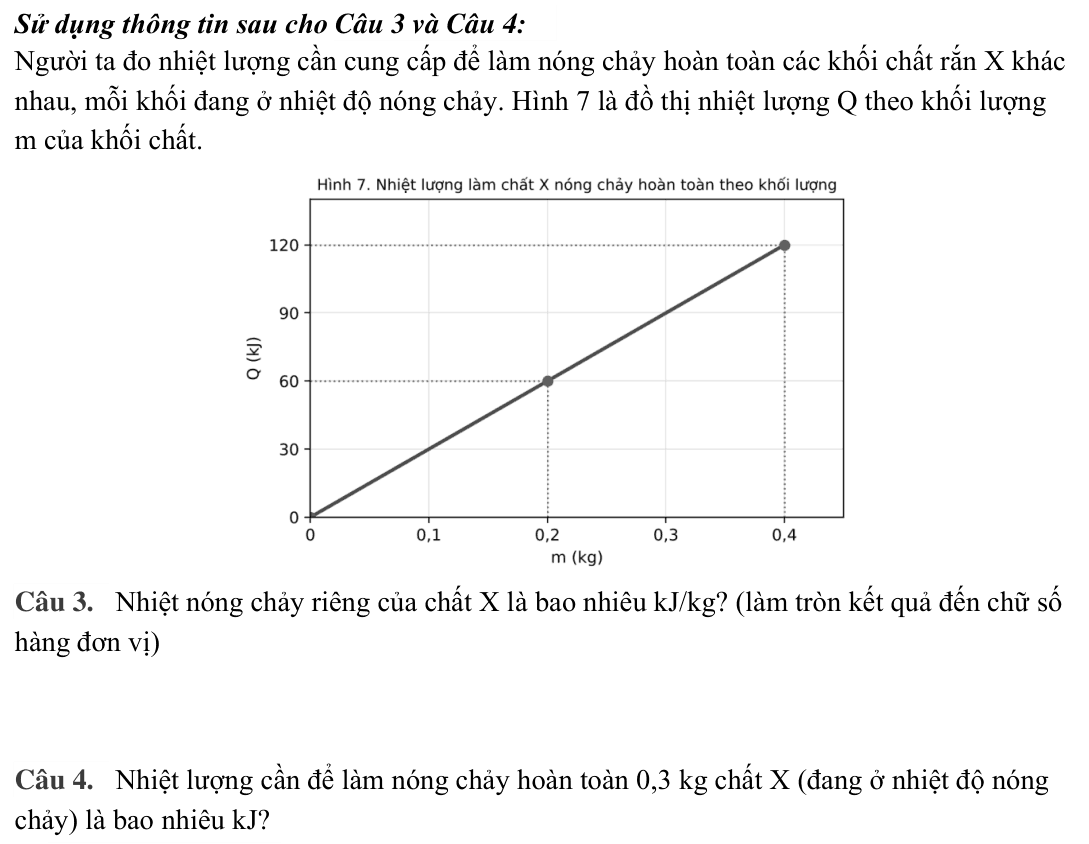 Sử dụng thông tin sau cho Câu 3 và Câu 4:
Người ta đo nhiệt lượng cần cung cấp để làm nóng chảy hoàn toàn các khối chất rắn X khác
nhau, mỗi khối đang ở nhiệt độ nóng chảy. Hình 7 là đồ thị nhiệt lượng Q theo khối lượng
m của khối chất.
Hình 7. Nhiệt lượng làm chất X nóng chảy hoàn toàn theo khối lượng
120
90
Q (kJ)
60
30
0
0 0,1 0,2 0,3 0,4
m (kg)
Câu 3. Nhiệt nóng chảy riêng của chất X là bao nhiêu kJ/kg? (làm tròn kết quả đến chữ số
hàng đơn vị)
Câu 4. Nhiệt lượng cần để làm nóng chảy hoàn toàn 0,3 kg chất X (đang ở nhiệt độ nóng
chảy) là bao nhiêu kJ?